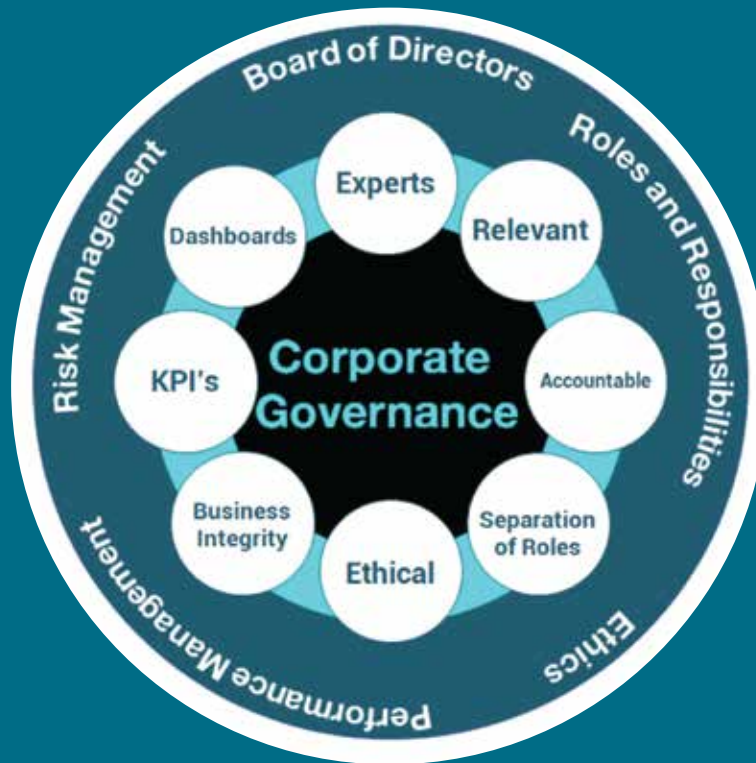 Board of Directors
Roles and Responsibilities
Ethics
Performance Management
Risk Management
Experts
Relevant
Accountable
Separation
of Roles
Ethical
Business
Integrity
KPI's
Dashboards
Corporate
Governance